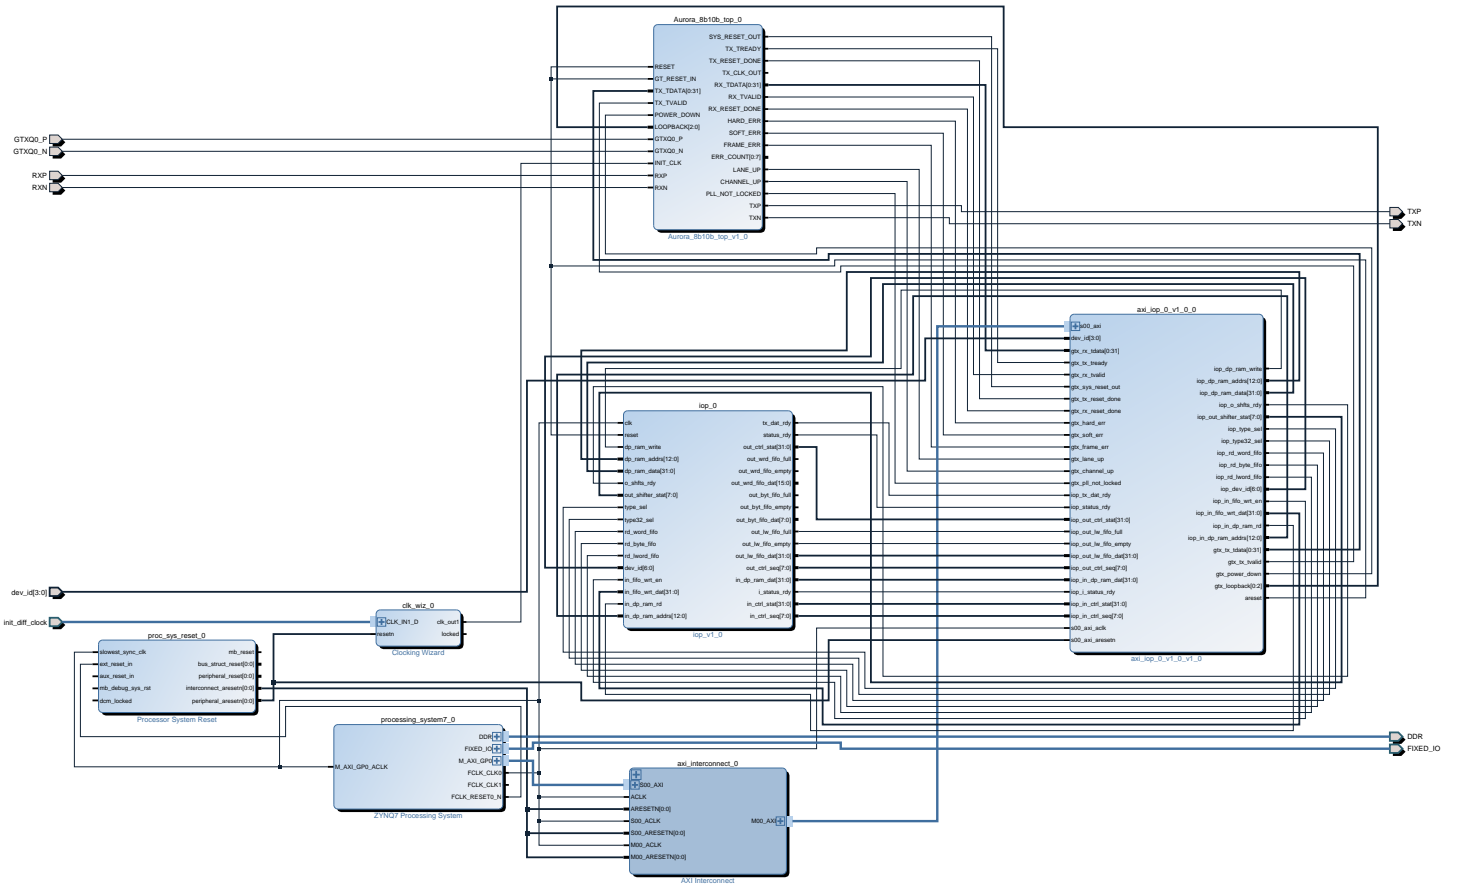 Aurora_8b10b_top_0
RESET
GT_RESET_IN
TX_TDATA[0:31]
TX_TVALID
POWER_DOWN
LOOPBACK[2:0]
GTXQ0_P
GTXQ0_N
INIT_CLK
RXP
RXN
SYS_RESET_OUT
TX_TREADY
TX_RESET_DONE
TX_CLK_OUT
RX_TDATA[0:31]
RX_TVALID
RX_RESET_DONE
HARD_ERR
SOFT_ERR
FRAME_ERR
ERR_COUNT[0:7]
LANE_UP
CHANNEL_UP
PLL_NOT_LOCKED
TXP
TXN
Aurora_8b10b_top_v1_0
GTXQ0_P
GTXQ0_N
RXP
RXN
TXP
TXN
axi_iop_0_v1_0_0
s00_axi
dev_id[3:0]
gtx_rx_tdata[0:31]
gtx_tx_tready
gtx_rx_tvalid
gtx_sys_reset_out
gtx_tx_reset_done
gtx_rx_reset_done
gtx_hard_err
gtx_soft_err
gtx_frame_err
gtx_lane_up
gtx_channel_up
gtx_pll_not_locked
iop_tx_dat_rdy
iop_status_rdy
iop_out_ctrl_stat[31:0]
iop_out_lw_fifo_full
iop_out_lw_fifo_empty
iop_out_lw_fifo_dat[31:0]
iop_out_ctrl_seq[7:0]
iop_in_dp_ram_dat[31:0]
iop_i_status_rdy
iop_in_ctrl_stat[31:0]
iop_in_ctrl_seq[7:0]
s00_axi_aclk
s00_axi_aresetn
iop_dp_ram_write
iop_dp_ram_addrs[12:0]
iop_dp_ram_data[31:0]
iop_o_shfts_rdy
iop_out_shifter_stat[7:0]
iop_type_sel
iop_type32_sel
iop_rd_word_fifo
iop_rd_byte_fifo
iop_rd_lword_fifo
iop_dev_id[6:0]
iop_in_fifo_wrt_en
iop_in_fifo_wrt_dat[31:0]
iop_in_dp_ram_rd
iop_in_dp_ram_addrs[12:0]
gtx_tx_tdata[0:31]
gtx_tx_tvalid
gtx_power_down
gtx_loopback[0:2]
areset
axi_iop_0_v1_0_v1_0
iop_0
clk
reset
dp_ram_write
dp_ram_addrs[12:0]
dp_ram_data[31:0]
o_shfts_rdy
out_shifter_stat[7:0]
type_sel
type32_sel
rd_word_fifo
rd_byte_fifo
rd_lword_fifo
dev_id[6:0]
in_fifo_wrt_en
in_fifo_wrt_dat[31:0]
in_dp_ram_rd
in_dp_ram_addrs[12:0]
tx_dat_rdy
status_rdy
out_ctrl_stat[31:0]
out_wrd_fifo_full
out_wrd_fifo_empty
out_wrd_fifo_dat[15:0]
out_byt_fifo_full
out_byt_fifo_empty
out_byt_fifo_dat[7:0]
out_lw_fifo_full
out_lw_fifo_empty
out_lw_fifo_dat[31:0]
out_ctrl_seq[7:0]
in_dp_ram_dat[31:0]
i_status_rdy
in_ctrl_stat[31:0]
in_ctrl_seq[7:0]
iop_v1_0
dev_id[3:0]
init_diff_clock
clk_wiz_0
CLK_IN1_D
resetn
clk_out1
locked
Clocking Wizard
proc_sys_reset_0
slowest_sync_clk
ext_reset_in
aux_reset_in
mb_debug_sys_rst
dcm_locked
mb_reset
bus_struct_reset[0:0]
peripheral_reset[0:0]
interconnect_aresetn[0:0]
peripheral_aresetn[0:0]
Processor System Reset
processing_system7_0
M_AXI_GP0_ACLK
DDR
FIXED_IO
M_AXI_GP0
FCLK_CLK0
FCLK_CLK1
FCLK_RESET0_N
ZYNQ7 Processing System
DDR
FIXED_IO
axi_interconnect_0
S00_AXI
ACLK
ARESETN[0:0]
S00_ACLK
S00_ARESETN[0:0]
M00_ACLK
M00_ARESETN[0:0]
M00_AXI
AXI Interconnect